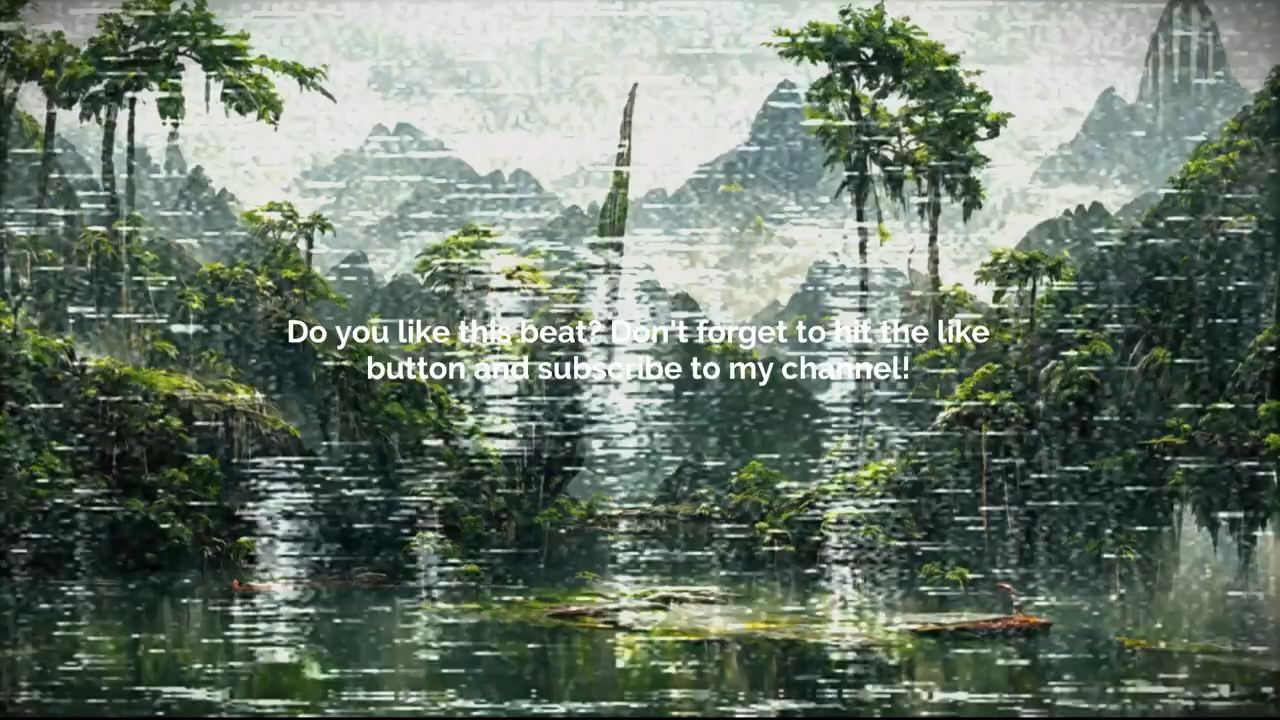 Do you like this beat? Don't forget to hit the like
button and subscribe to my channel!